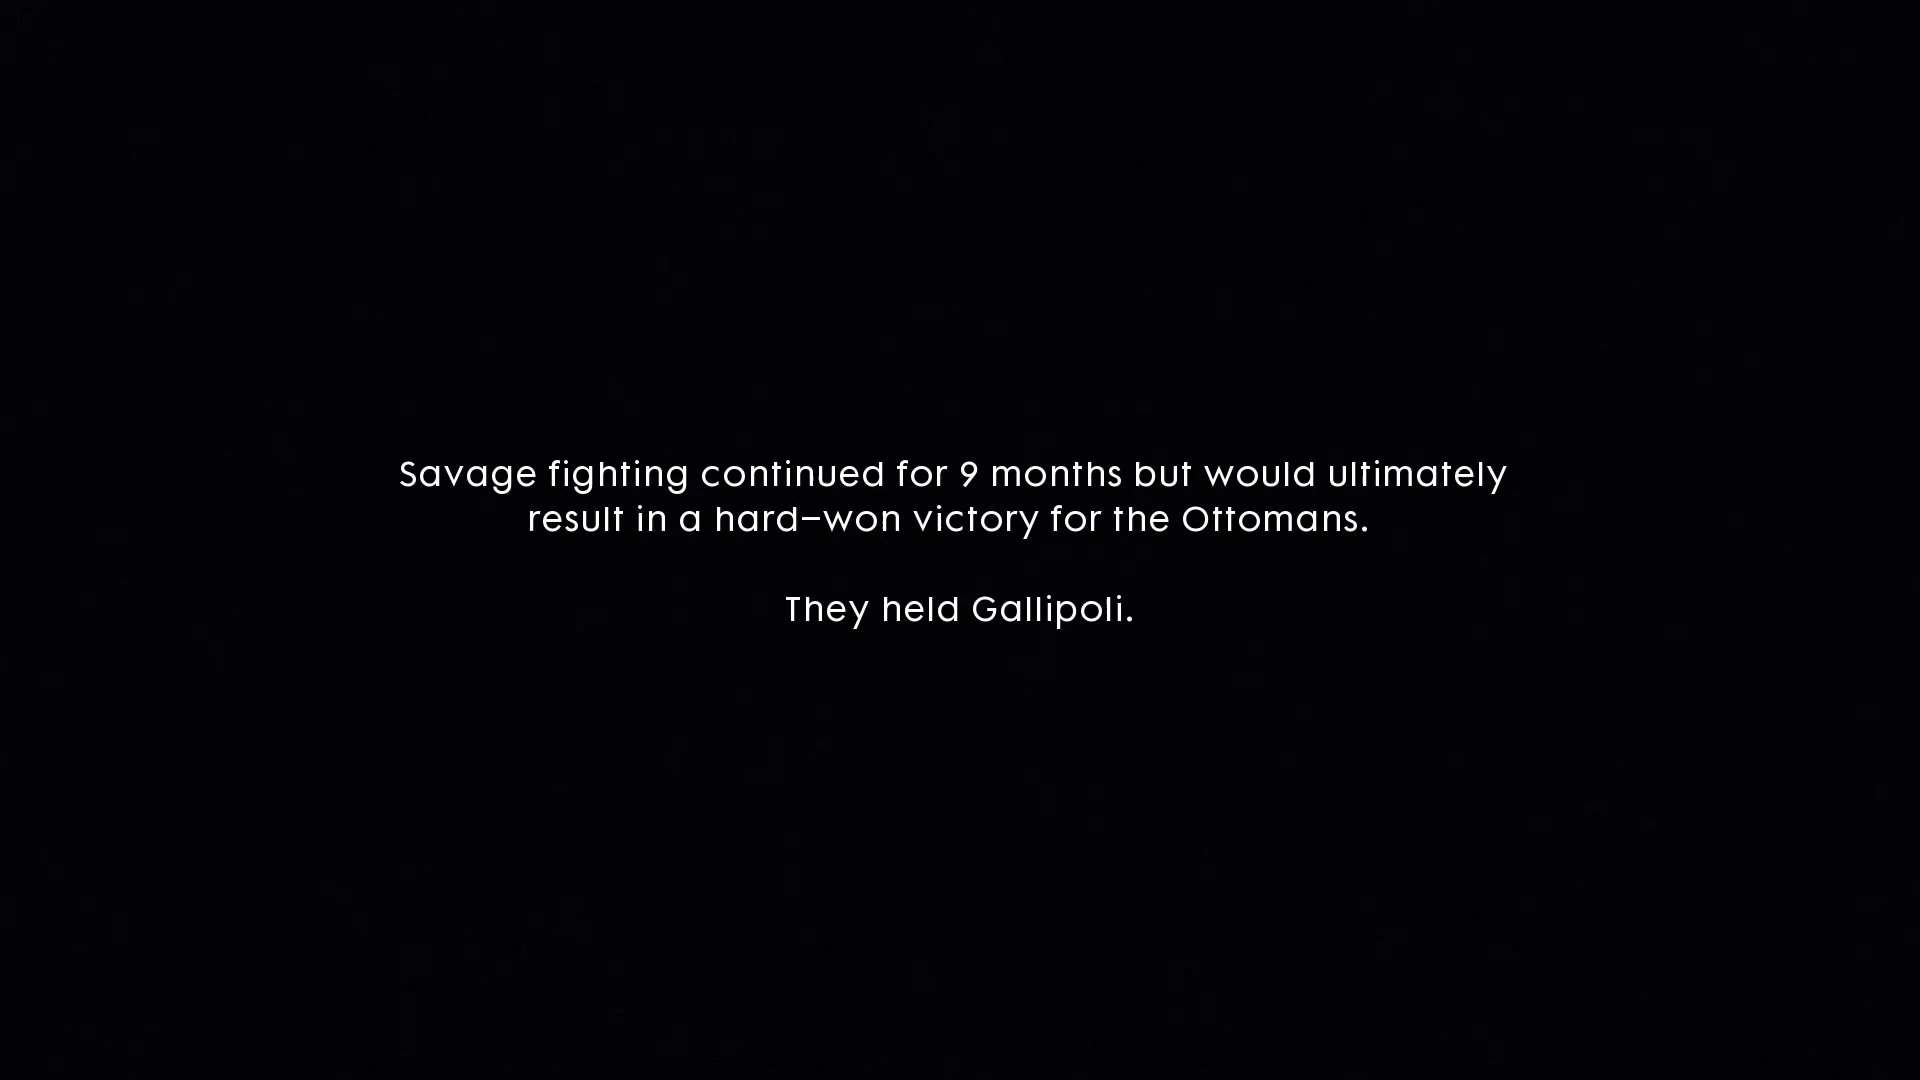 Savage fighting continued for 9 months but would ultimately
result in a hard–won victory for the Ottomans.
They held Gallipoli.